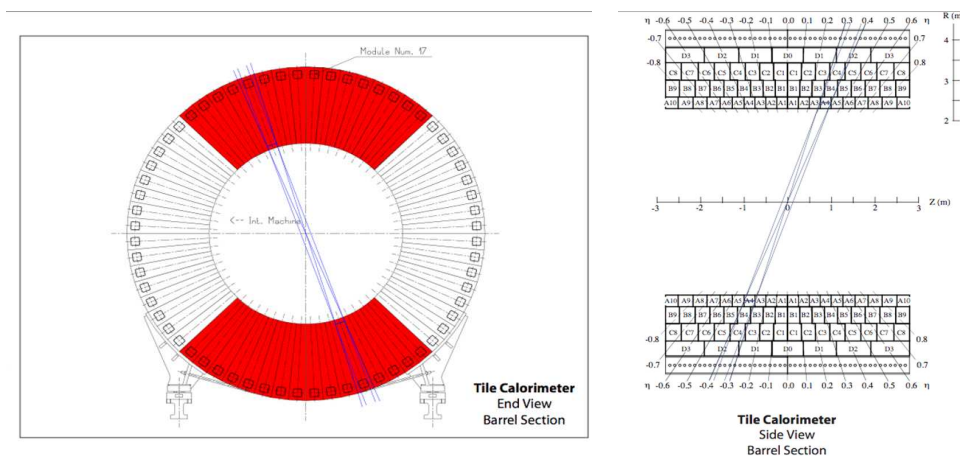 Module Num. 17
<-- Int. Machine
Tile Calorimeter
End View
Barrel Section
η -0.6 -0.5 -0.4 -0.3 -0.2 -0.1 0.0 0.1 0.2 0.3 0.4 0.5 0.6 η R (m
-0.7 0.7 4
D3 D2 D1 D0 D1 D2 D3
-0.8 0.8
C8 C7 C6 C5 C4 C3 C2 C1 C1 C2 C3 C4 C5 C6 C7 C8
B9 B8 B7 B6 B5 B4 B3 B2 B1 B1 B2 B3 B4 B5 B6 B7 B8 B9 3
A10 A9 A8 A7 A6 A5 A4 A3 A2 A1 A1 A2 A3 A4 A5 A6 A7 A8 A9 A10
2
-3 -2 -1 0 1 2 3 Z (m)
A10 A9 A8 A7 A6 A5 A4 A3 A2 A1 A1 A2 A3 A4 A5 A6 A7 A8 A9 A10
B9 B8 B7 B6 B5 B4 B3 B2 B1 B1 B2 B3 B4 B5 B6 B7 B8 B9
C8 C7 C6 C5 C4 C3 C2 C1 C1 C2 C3 C4 C5 C6 C7 C8
-0.8 0.8
D3 D2 D1 D0 D1 D2 D3
-0.7 0.7
η -0.6 -0.5 -0.4 -0.3 -0.2 -0.1 0.0 0.1 0.2 0.3 0.4 0.5 0.6 η
Tile Calorimeter
Side View
Barrel Section